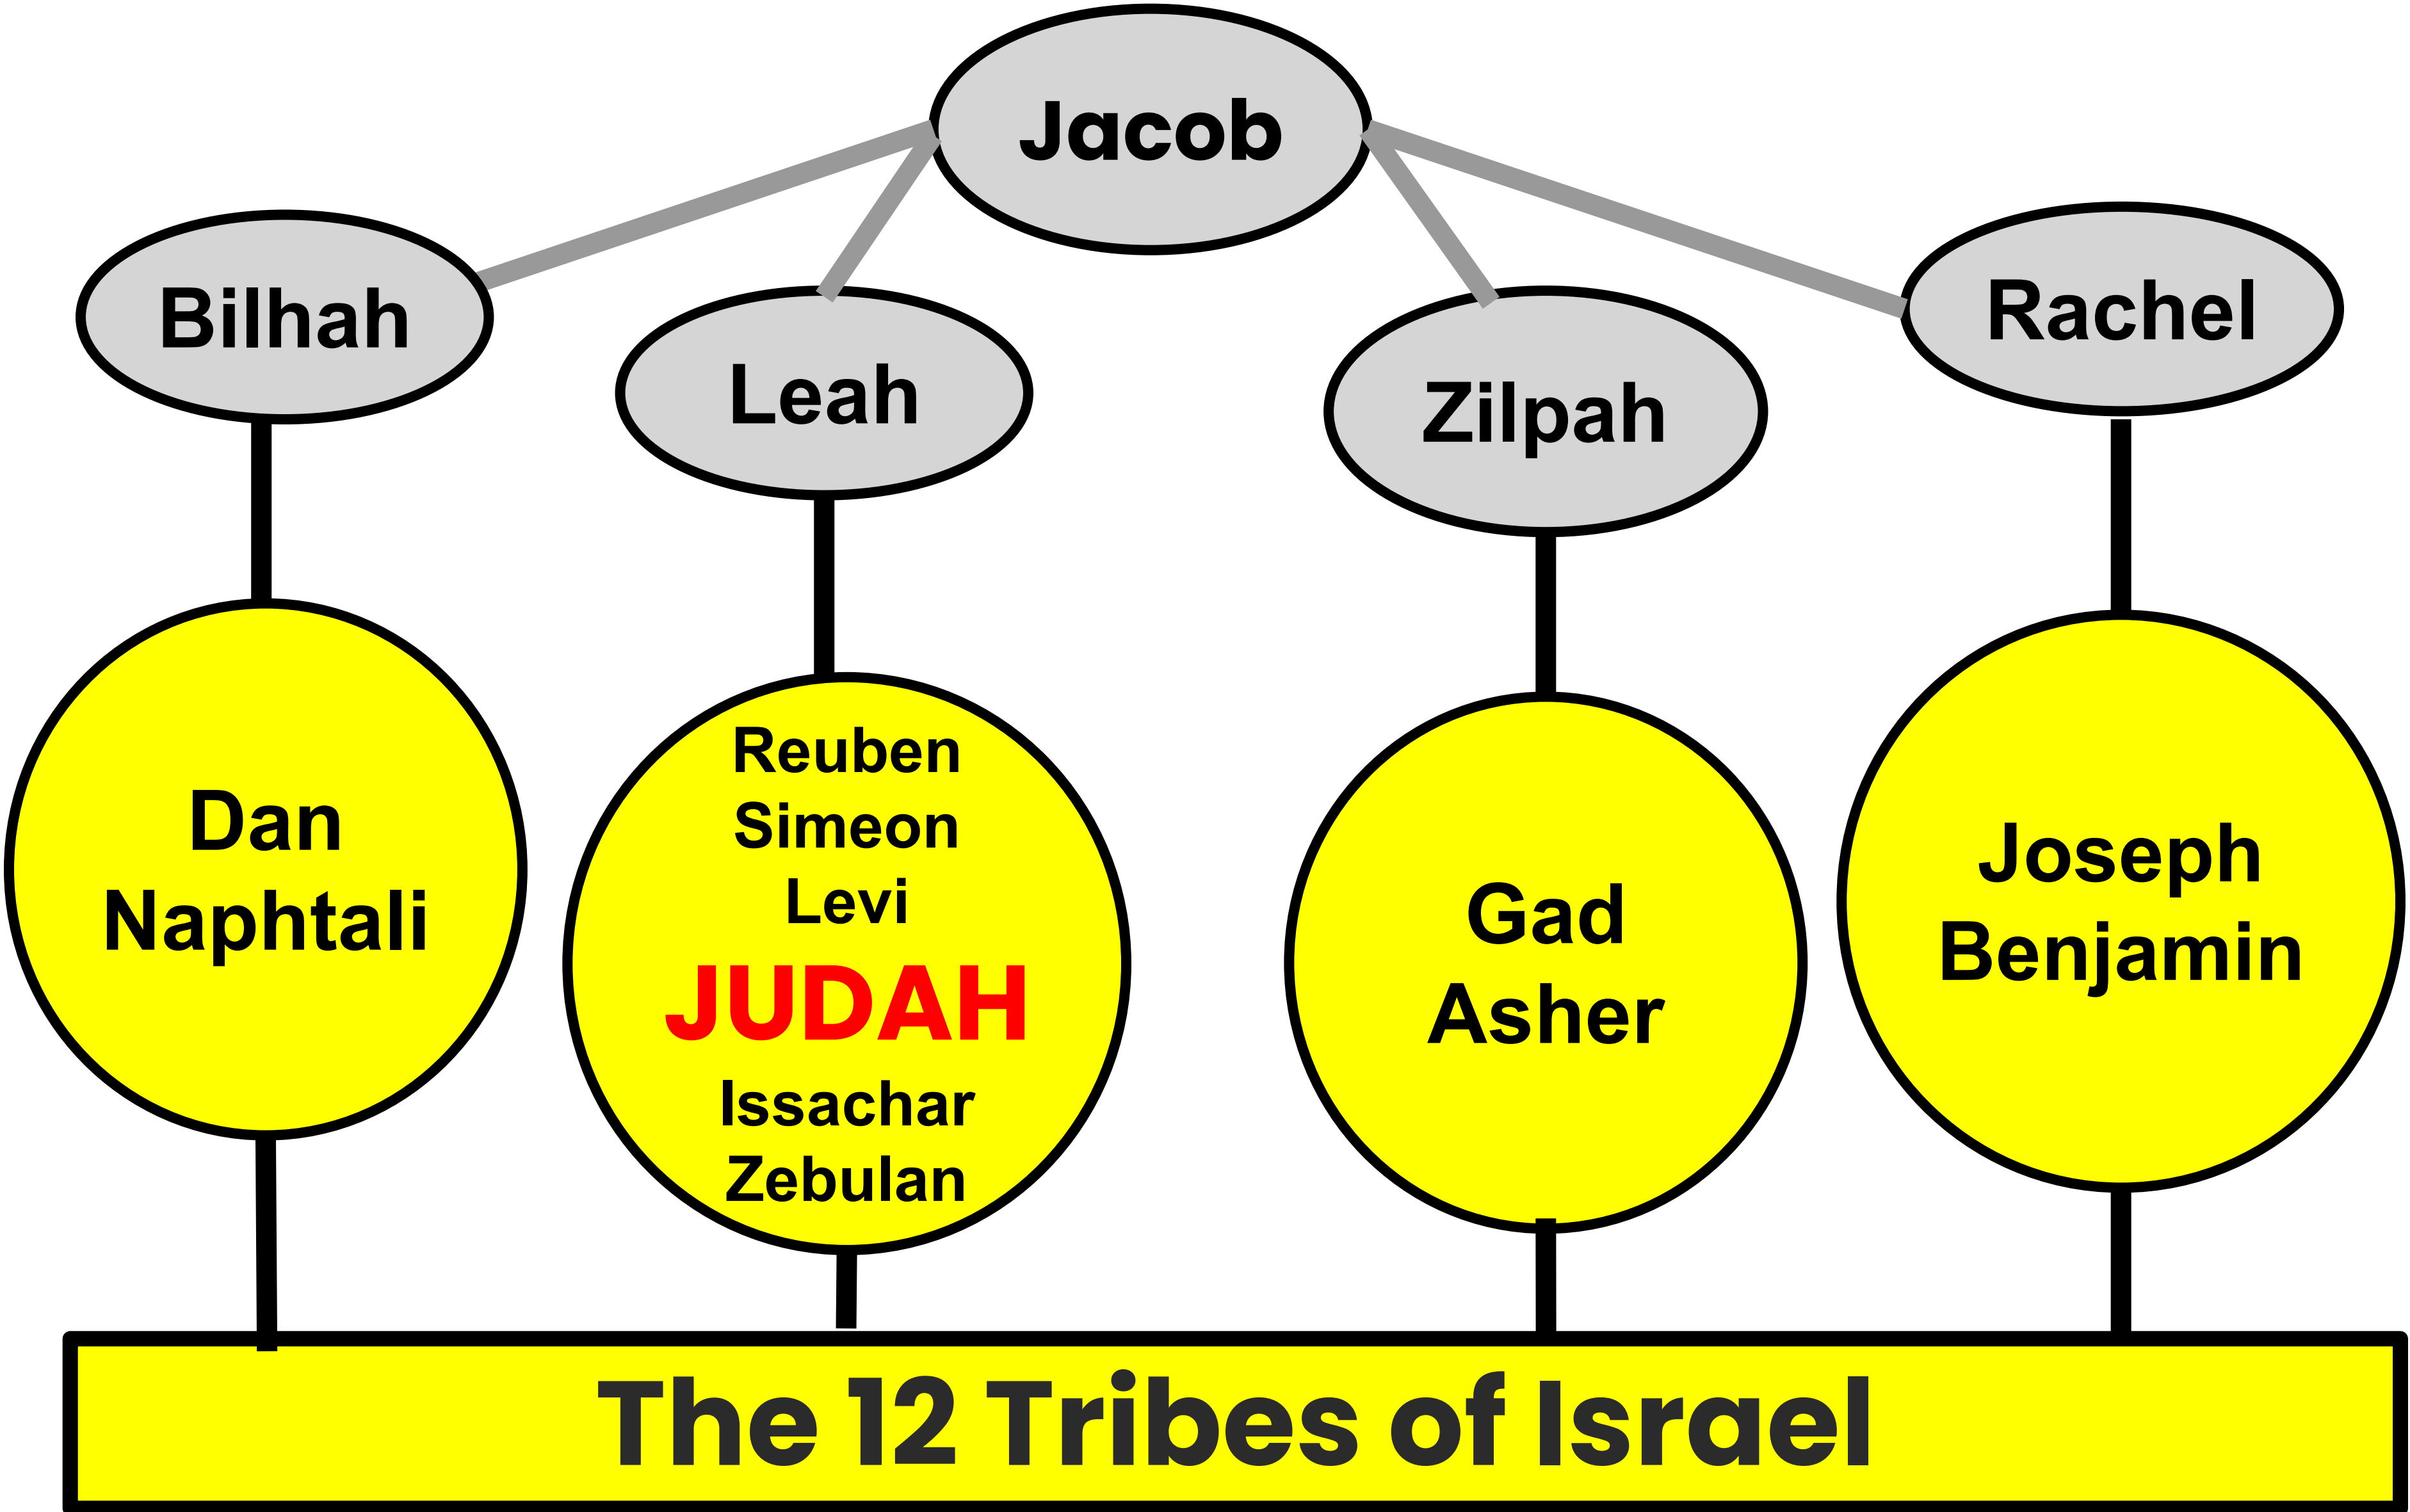 Jacob
Bilhah
Leah
Zilpah
Rachel
Dan
Naphtali
Reuben
Simeon
Levi
JUDAH
Issachar
Zebulan
Gad
Asher
Joseph
Benjamin
The 12 Tribes of Israel